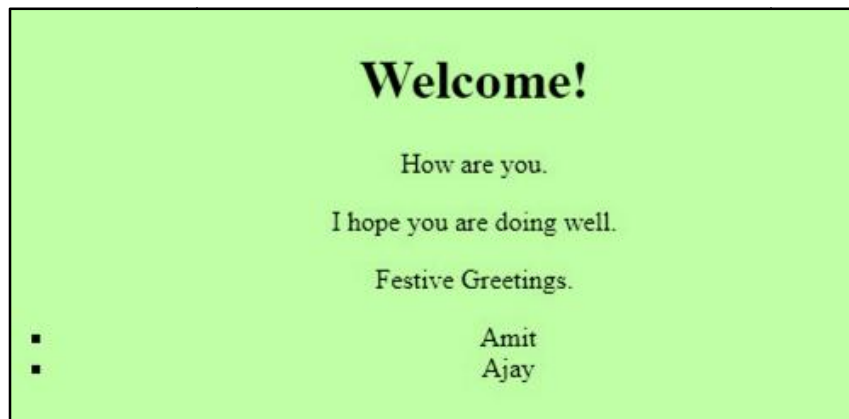 Welcome!
How are you.
I hope you are doing well.
Festive Greetings.
▪ Amit
▪ Ajay